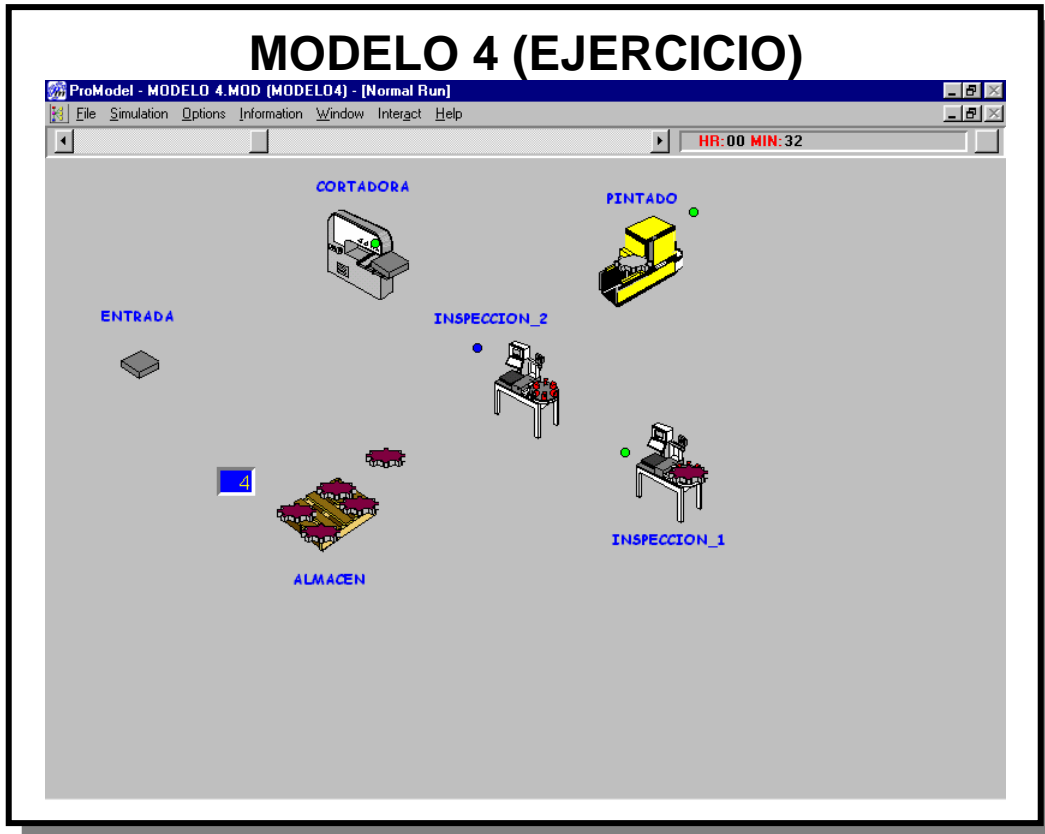 MODELO 4 (EJERCICIO)
ProModel - MODELO 4.MOD (MODELO4) - [Normal Run]
File Simulation Options Information Window Interact Help
HR:00 MIN:32
CORTADORA
PINTADO
ENTRADA
INSPECCION_2
4
INSPECCION_1
ALMACEN